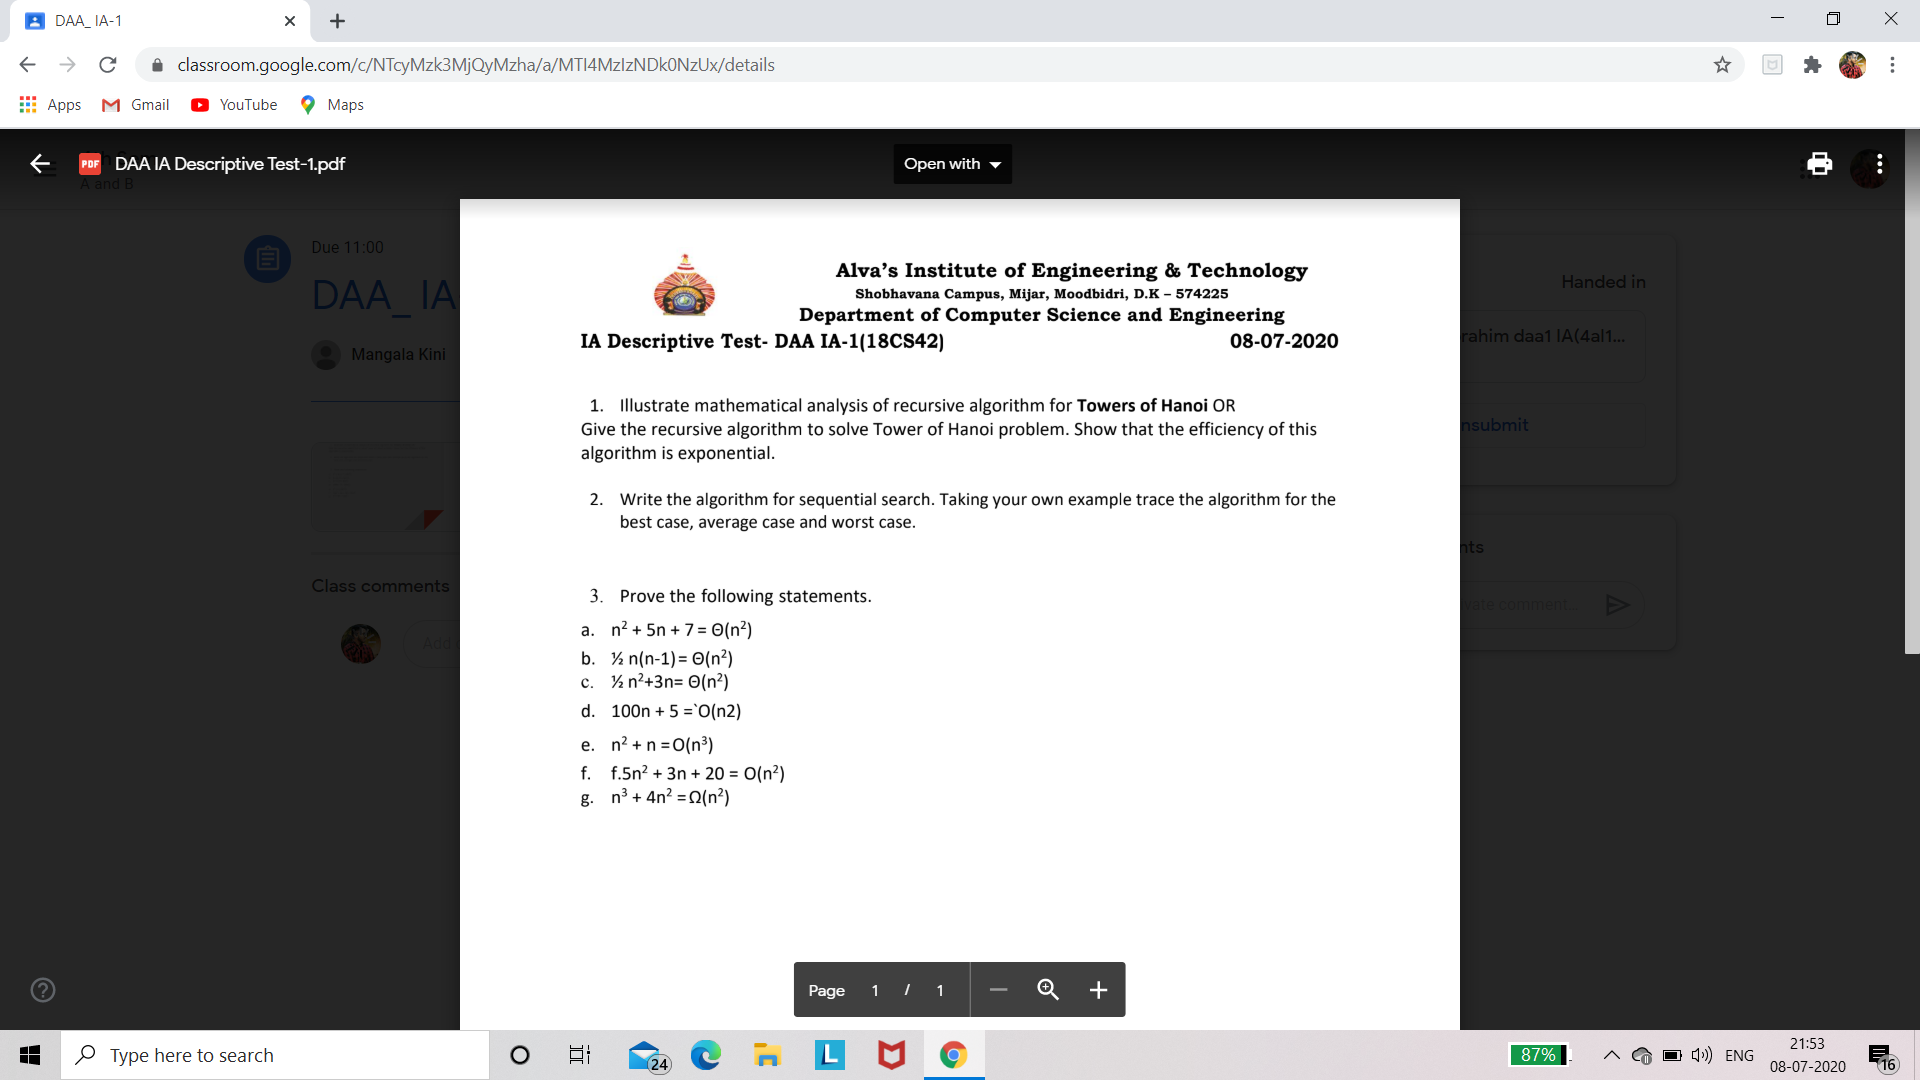 DAA_ IA-1
classroom.google.com/c/NTcyMzk3MjQyMzha/a/MTI4MzIzNDk0NzUx/details
Apps Gmail YouTube Maps
PDF DAA IA Descriptive Test-1.pdf
Open with
A and B
Due 11:00
DAA_ IA
Mangala Kini
Handed in
rahim daa1 IA(4al1...
nsubmit
nts
vate comment...
Class comments
Add
Alva's Institute of Engineering & Technology
Shobhavana Campus, Mijar, Moodbidri, D.K – 574225
Department of Computer Science and Engineering
IA Descriptive Test- DAA IA-1(18CS42) 08-07-2020
1. Illustrate mathematical analysis of recursive algorithm for Towers of Hanoi OR
Give the recursive algorithm to solve Tower of Hanoi problem. Show that the efficiency of this
algorithm is exponential.
2. Write the algorithm for sequential search. Taking your own example trace the algorithm for the
best case, average case and worst case.
3. Prove the following statements.
a. n² + 5n + 7 = Θ(n²)
b. ½ n(n-1) = Θ(n²)
c. ½ n²+3n= Θ(n²)
d. 100n + 5 =`O(n2)
e. n² + n =O(n³)
f. f.5n² + 3n + 20 = O(n²)
g. n³ + 4n² =Ω(n²)
Page 1 / 1
Type here to search
24
L
87%
ENG
21:53
08-07-2020
16